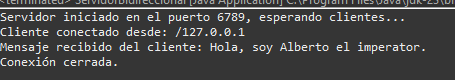 Servidor iniciado en el puerto 6789, esperando clientes...
Cliente conectado desde: /127.0.0.1
Mensaje recibido del cliente: Hola, soy Alberto el imperator.
Conexión cerrada.